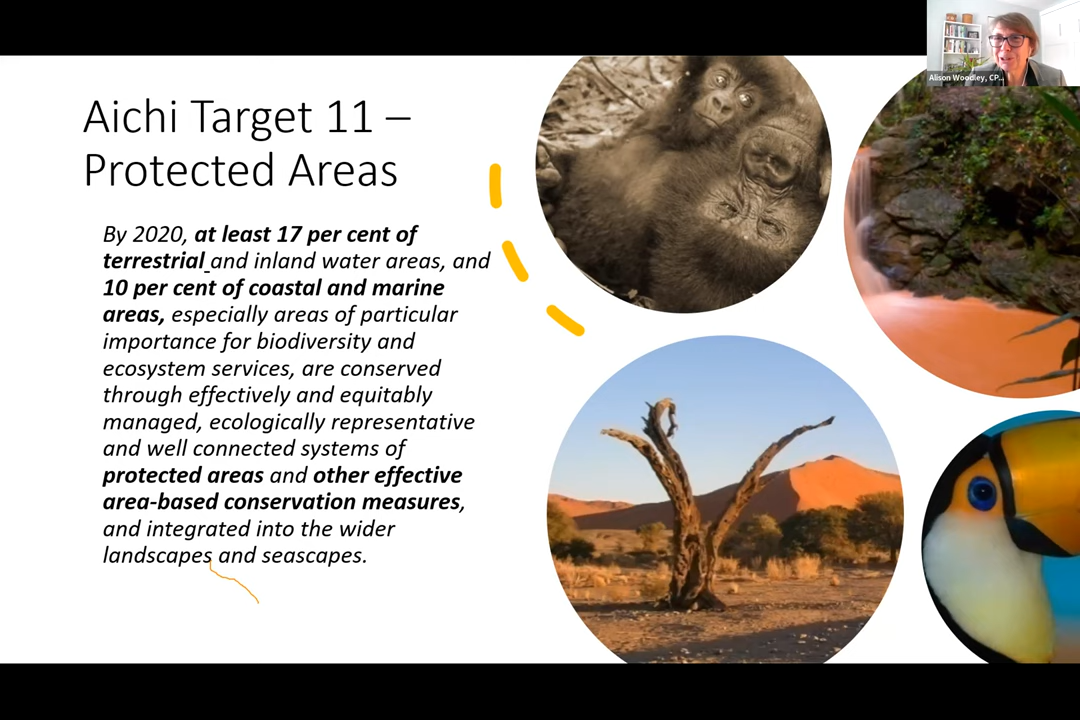 Alison Woodley, CP...
Aichi Target 11 –
Protected Areas
By 2020, at least 17 per cent of
terrestrial and inland water areas, and
10 per cent of coastal and marine
areas, especially areas of particular
importance for biodiversity and
ecosystem services, are conserved
through effectively and equitably
managed, ecologically representative
and well connected systems of
protected areas and other effective
area-based conservation measures,
and integrated into the wider
landscapes and seascapes.